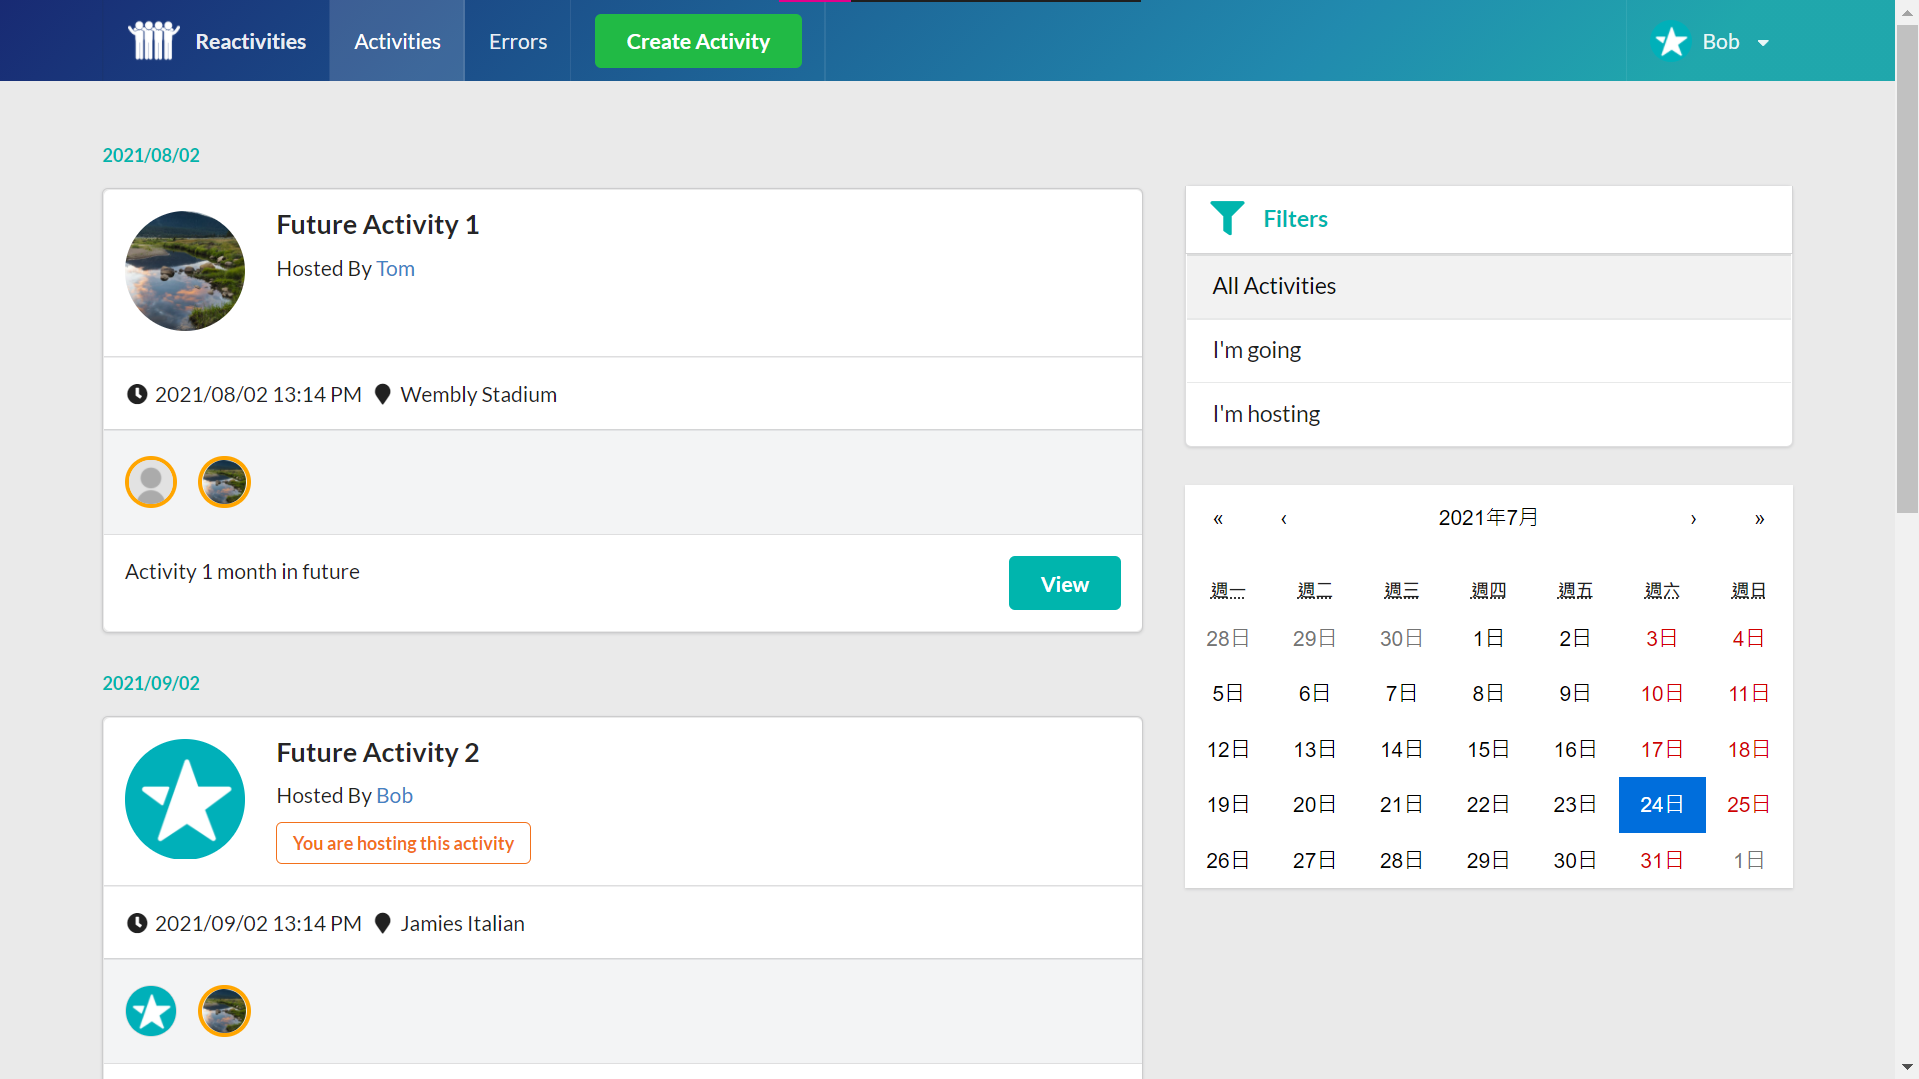 Reactivities Activities Errors Create Activity Bob
2021/08/02
Future Activity 1
Hosted By Tom
2021/08/02 13:14 PM Wembly Stadium
Activity 1 month in future
View
2021/09/02
Future Activity 2
Hosted By Bob
You are hosting this activity
2021/09/02 13:14 PM Jamies Italian
Filters
All Activities
I'm going
I'm hosting
« ‹ 2021年7月 › »
週一 週二 週三 週四 週五 週六 週日
28日 29日 30日 1日 2日 3日 4日
5日 6日 7日 8日 9日 10日 11日
12日 13日 14日 15日 16日 17日 18日
19日 20日 21日 22日 23日 24日 25日
26日 27日 28日 29日 30日 31日 1日